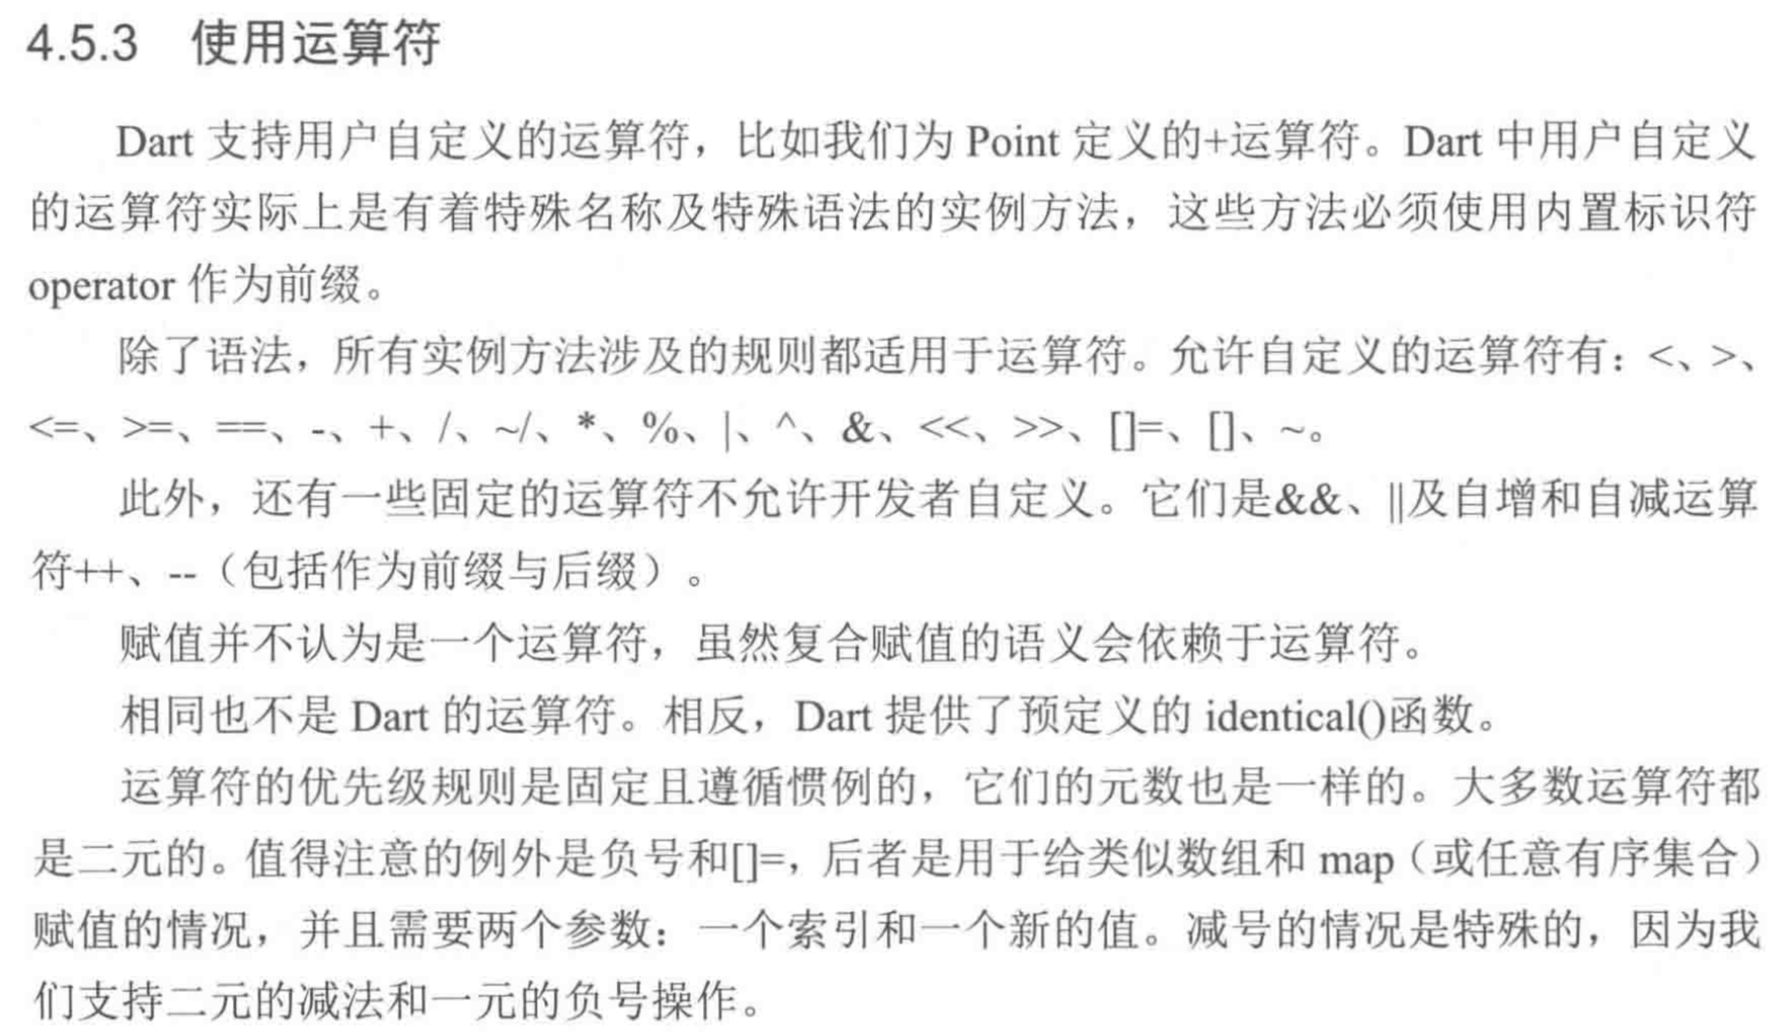 4.5.3 使用运算符
Dart 支持用户自定义的运算符，比如我们为 Point 定义的+运算符。Dart 中用户自定义
的运算符实际上是有着特殊名称及特殊语法的实例方法，这些方法必须使用内置标识符
operator 作为前缀。
除了语法，所有实例方法涉及的规则都适用于运算符。允许自定义的运算符有：<、>、
<=、>=、==、-、+、/、~/、*、%、|、^、&、<<、>>、[]=、[]、~。
此外，还有一些固定的运算符不允许开发者自定义。它们是&&、||及自增和自减运算
符++、--（包括作为前缀与后缀）。
赋值并不认为是一个运算符，虽然复合赋值的语义会依赖于运算符。
相同也不是 Dart 的运算符。相反，Dart 提供了预定义的 identical()函数。
运算符的优先级规则是固定且遵循惯例的，它们的元数也是一样的。大多数运算符都
是二元的。值得注意的例外是负号和[]=，后者是用于给类似数组和 map（或任意有序集合）
赋值的情况，并且需要两个参数：一个索引和一个新的值。减号的情况是特殊的，因为我
们支持二元的减法和一元的负号操作。